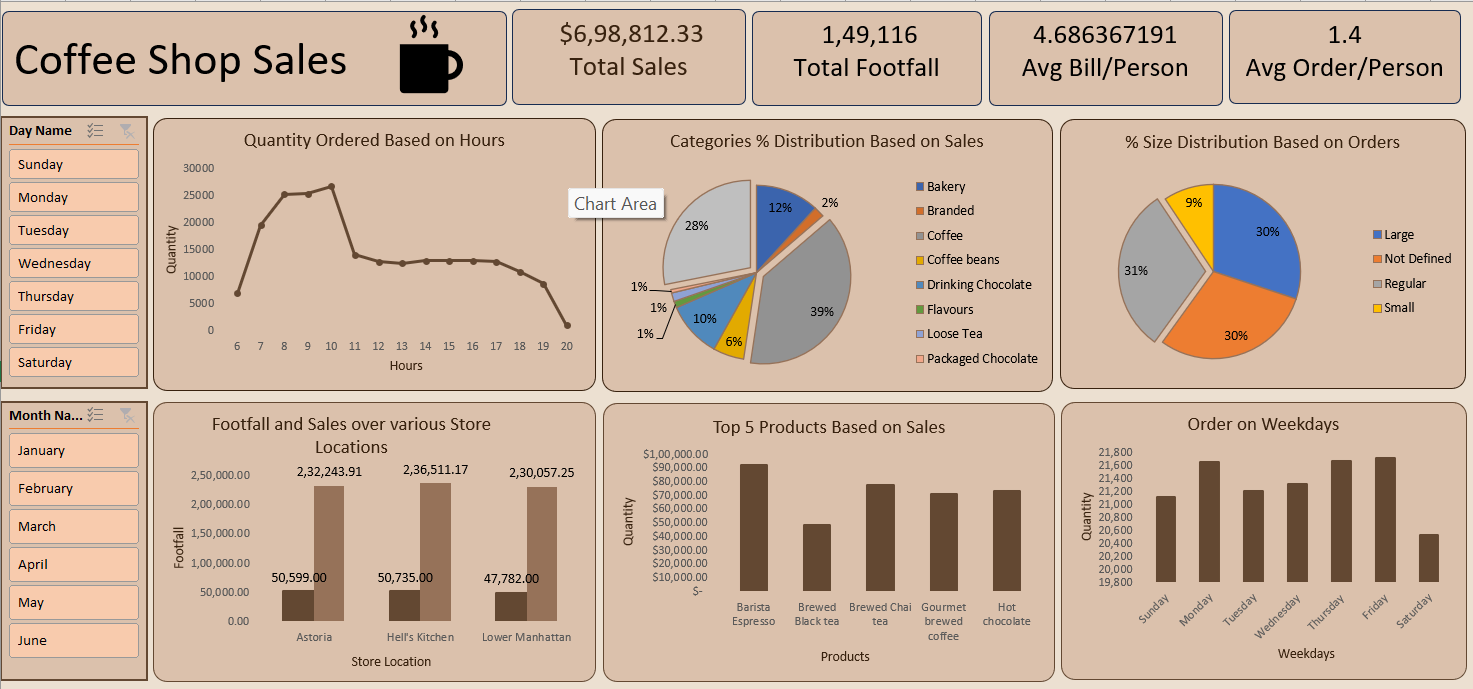 Coffee Shop Sales
$6,98,812.33
Total Sales
1,49,116
Total Footfall
4.686367191
Avg Bill/Person
1.4
Avg Order/Person
Day Name
Sunday
Monday
Tuesday
Wednesday
Thursday
Friday
Saturday
Quantity Ordered Based on Hours
Quantity
30000
25000
20000
15000
10000
5000
0
6 7 8 9 10 11 12 13 14 15 16 17 18 19 20
Hours
Chart Area
Categories % Distribution Based on Sales
12%
2%
39%
6%
10%
1%
1%
1%
28%
Bakery
Branded
Coffee
Coffee beans
Drinking Chocolate
Flavours
Loose Tea
Packaged Chocolate
% Size Distribution Based on Orders
30%
30%
31%
9%
Large
Not Defined
Regular
Small
Month Na...
January
February
March
April
May
June
Footfall and Sales over various Store
Locations
Footfall
2,50,000.00
2,00,000.00
1,50,000.00
1,00,000.00
50,000.00
0.00
50,599.00
2,32,243.91
50,735.00
2,36,511.17
47,782.00
2,30,057.25
Astoria
Hell's Kitchen
Lower Manhattan
Store Location
Top 5 Products Based on Sales
Quantity
$1,00,000.00
$90,000.00
$80,000.00
$70,000.00
$60,000.00
$50,000.00
$40,000.00
$30,000.00
$20,000.00
$10,000.00
$-
Barista
Espresso
Brewed
Black tea
Brewed Chai
tea
Gourmet
brewed
coffee
Hot
chocolate
Products
Order on Weekdays
Quantity
21,800
21,600
21,400
21,200
21,000
20,800
20,600
20,400
20,200
20,000
19,800
Sunday
Monday
Tuesday
Wednesday
Thursday
Friday
Saturday
Weekdays